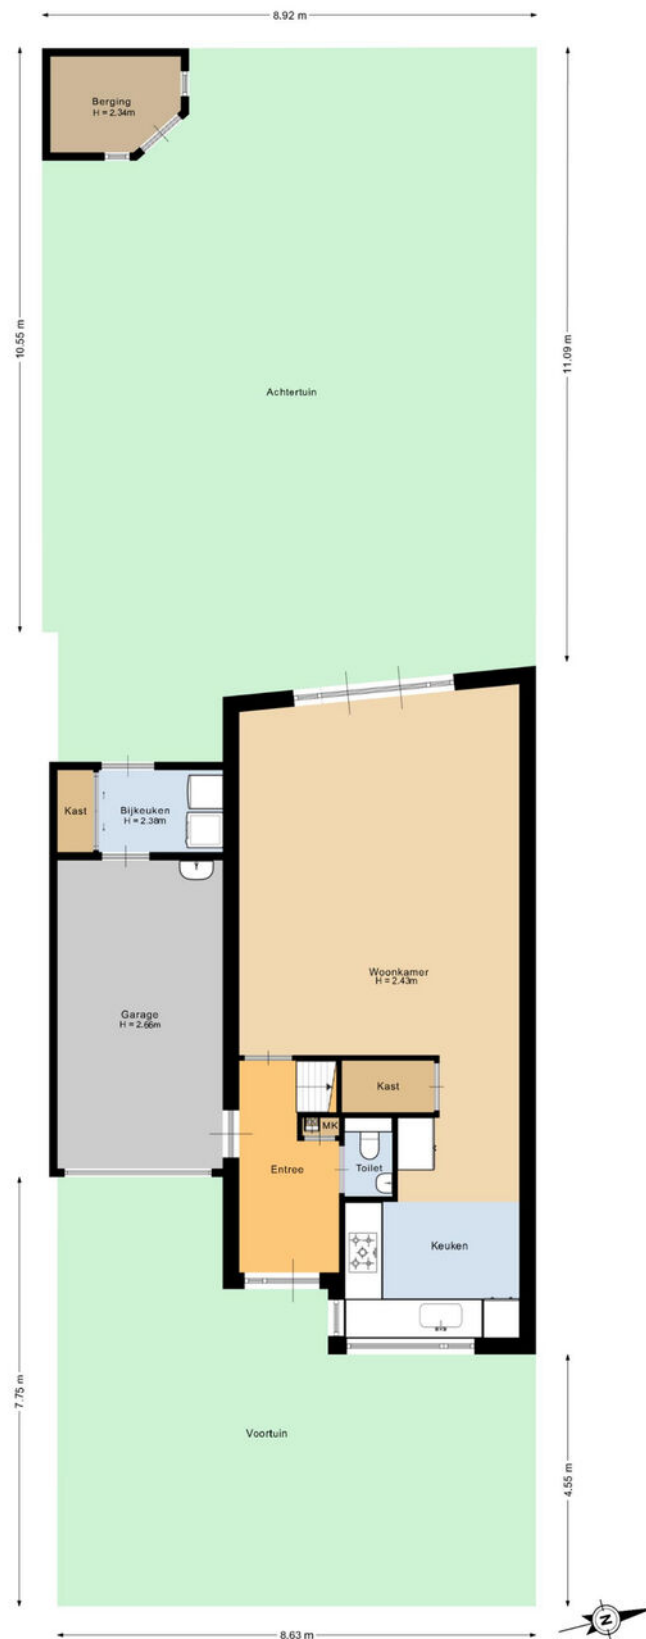 8.92 m
Berging
H = 2.34m
10.55 m
11.09 m
Achtertuin
Kast
Bijkeuken
H = 2.38m
Woonkamer
H = 2.43m
Garage
H = 2.66m
Kast
MK
Entree
Toilet
Keuken
7.75 m
Voortuin
4.55 m
N
8.63 m